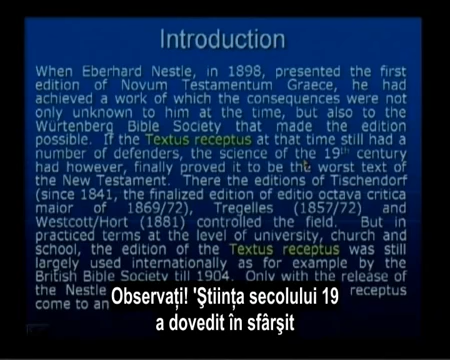 Introduction
When Eberhard Nestle, in 1898, presented the first
edition of Novum Testamentum Graece, he had
achieved a work of which the consequences were not
only unknown to him at the time, but also to the
Würtenberg Bible Society that made the edition
possible. If the Textus receptus at that time still had a
number of defenders, the science of the 19th century
had however, finally proved it to be the worst text of
the New Testament. There the editions of Tischendorf
(since 1841, the finalized edition of editio octava critica
maior of 1869/72), Tregelles (1857/72) and
Westcott/Hort (1881) controlled the field. But in
practiced terms at the level of university, church and
school, the edition of the Textus receptus was still
largely used internationally as for example by the
British Bible Society till 1904. Only with the release of
the Nestle receptus
come to an
Observați! 'Știința secolului 19
a dovedit în sfârșit